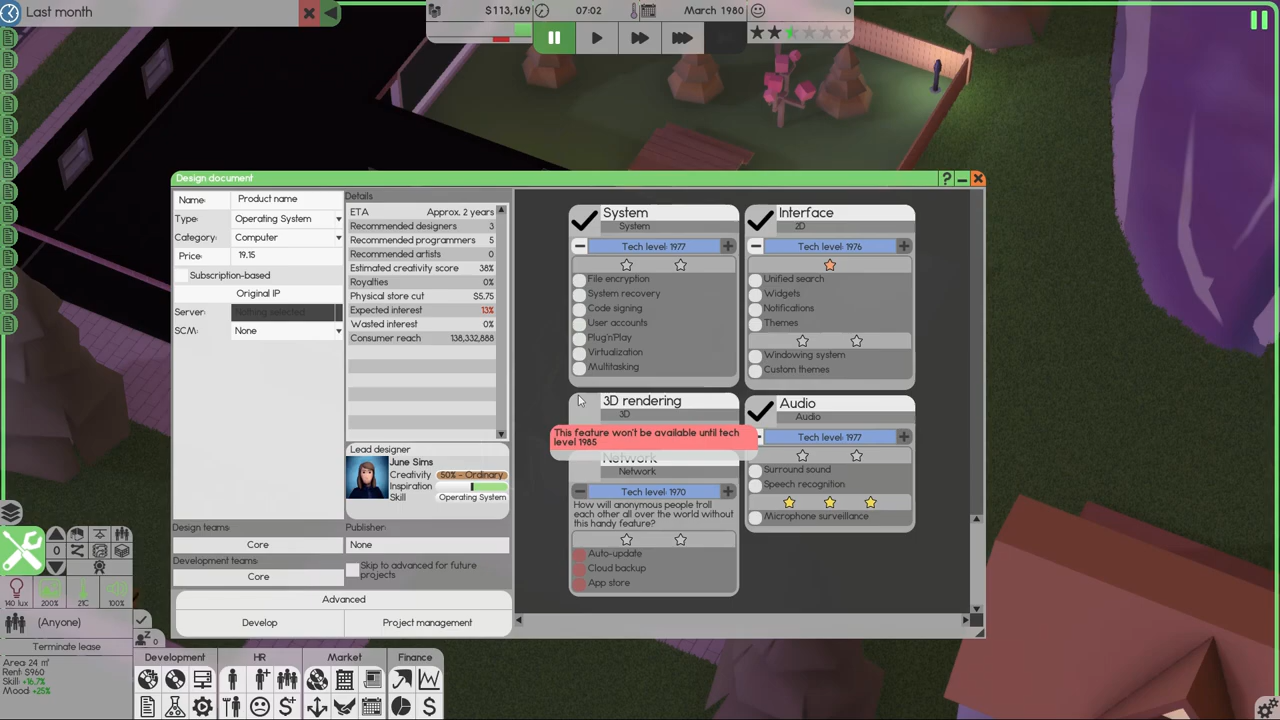 Last month
$113,169
07:02
March 1980
0
Design document
?
Name:
Product name
Type:
Operating System
Category:
Computer
Price:
19.15
Subscription-based
Original IP
Server:
Nothing selected
SCM:
None
Design teams:
Core
Development teams:
Core
Details
ETA Approx. 2 years
Recommended designers 3
Recommended programmers 5
Recommended artists 0
Estimated creativity score 38%
Royalties 0%
Physical store cut $5.75
Expected interest 13%
Wasted interest 0%
Consumer reach 138,332,888
Lead designer
June Sims
Creativity 50% - Ordinary
Inspiration
Skill Operating System
Publisher:
None
Skip to advanced for future
projects
Advanced
Develop
Project management
System
System
Tech level: 1977
File encryption
System recovery
Code signing
User accounts
Plug'n'Play
Virtualization
Multitasking
Interface
2D
Tech level: 1976
Unified search
Widgets
Notifications
Themes
Windowing system
Custom themes
3D rendering
3D
This feature won't be available until tech
level 1985
Network
Network
Tech level: 1970
How will anonymous people troll
each other all over the world without
this handy feature?
Auto-update
Cloud backup
App store
Audio
Audio
Tech level: 1977
Surround sound
Speech recognition
Microphone surveillance
0
140 lux
200%
21C
100%
(Anyone)
0
Terminate lease
Area: 24 m²
Rent: $960
Skill: +16.7%
Mood: +25%
Development
HR
Market
Finance